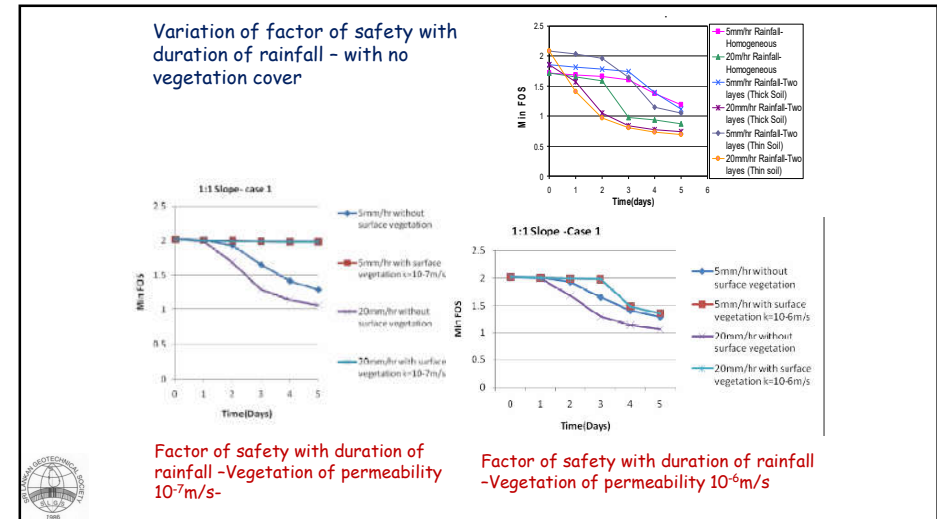 Variation of factor of safety with
duration of rainfall – with no
vegetation cover
2.5
2
1.5
1
0.5
0
Min FOS
0 1 2 3 4 5 6
Time(days)
5mm/hr Rainfall-
Homogeneous
20m/hr Rainfall-
Homogeneous
5mm/hr Rainfall-Two
layes (Thick Soil)
20mm/hr Rainfall-Two
layes (Thick Soil)
5mm/hr Rainfall-Two
layes (Thin Soil)
20mm/hr Rainfall-Two
layes (Thin soil)
1:1 Slope- case 1
2.5
2
1.5
1
0.5
0
Min FOS
0 1 2 3 4 5
Time(Days)
5mm/hr without
surface vegetation
5mm/hr with surface
vegetation k=10-7m/s
20mm/hr without
surface vegetation
20mm/hr with surface
vegetation k=10-7m/s
1:1 Slope -Case 1
2.5
2
1.5
1
0.5
0
Min FOS
0 1 2 3 4 5
Time(Days)
5mm/hr without
surface vegetation
5mm/hr with surface
vegetation k=10-6m/s
20mm/hr without
surface vegetation
20mm/hr with surface
vegetation k=10-6m/s
Factor of safety with duration of
rainfall –Vegetation of permeability
10⁻⁷m/s-
Factor of safety with duration of rainfall
–Vegetation of permeability 10⁻⁶m/s
SRI LANKAN GEOTECHNICAL SOCIETY
S L G S
1986